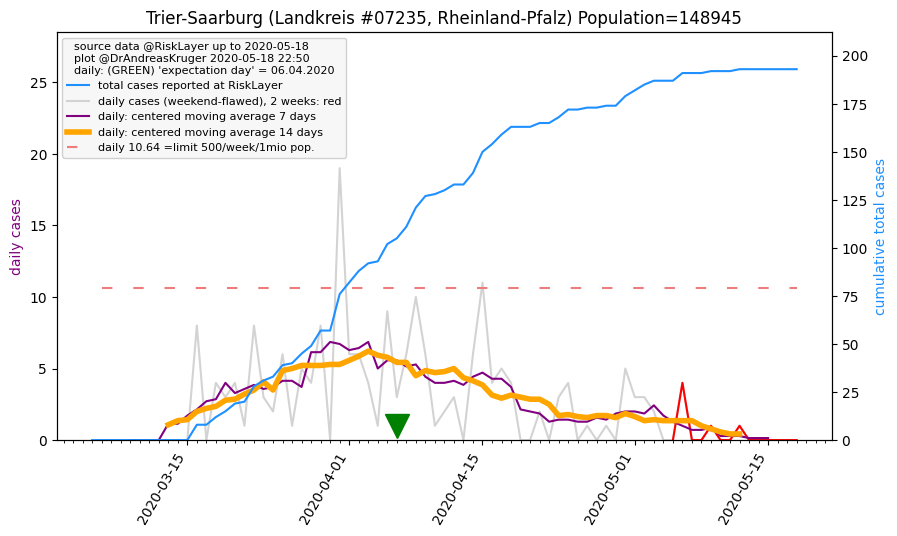 Trier-Saarburg (Landkreis #07235, Rheinland-Pfalz) Population=148945
source data @RiskLayer up to 2020-05-18
plot @DrAndreasKruger 2020-05-18 22:50
daily: (GREEN) 'expectation day' = 06.04.2020
total cases reported at RiskLayer
daily cases (weekend-flawed), 2 weeks: red
daily: centered moving average 7 days
daily: centered moving average 14 days
daily 10.64 =limit 500/week/1mio pop.
daily cases
25
20
15
10
5
0
cumulative total cases
200
175
150
125
100
75
50
25
0
2020-03-15
2020-04-01
2020-04-15
2020-05-01
2020-05-15